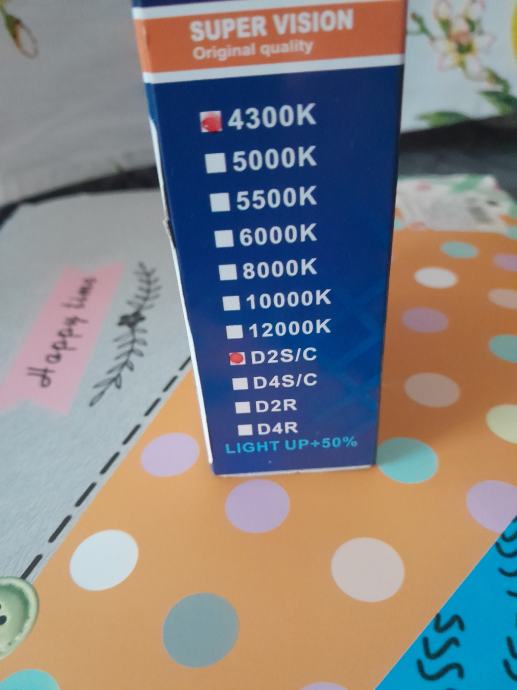 SUPER VISION
Original quality
4300K
5000K
5500K
6000K
8000K
10000K
12000K
D2S/C
D4S/C
D2R
D4R
LIGHT UP+50%
Happy time